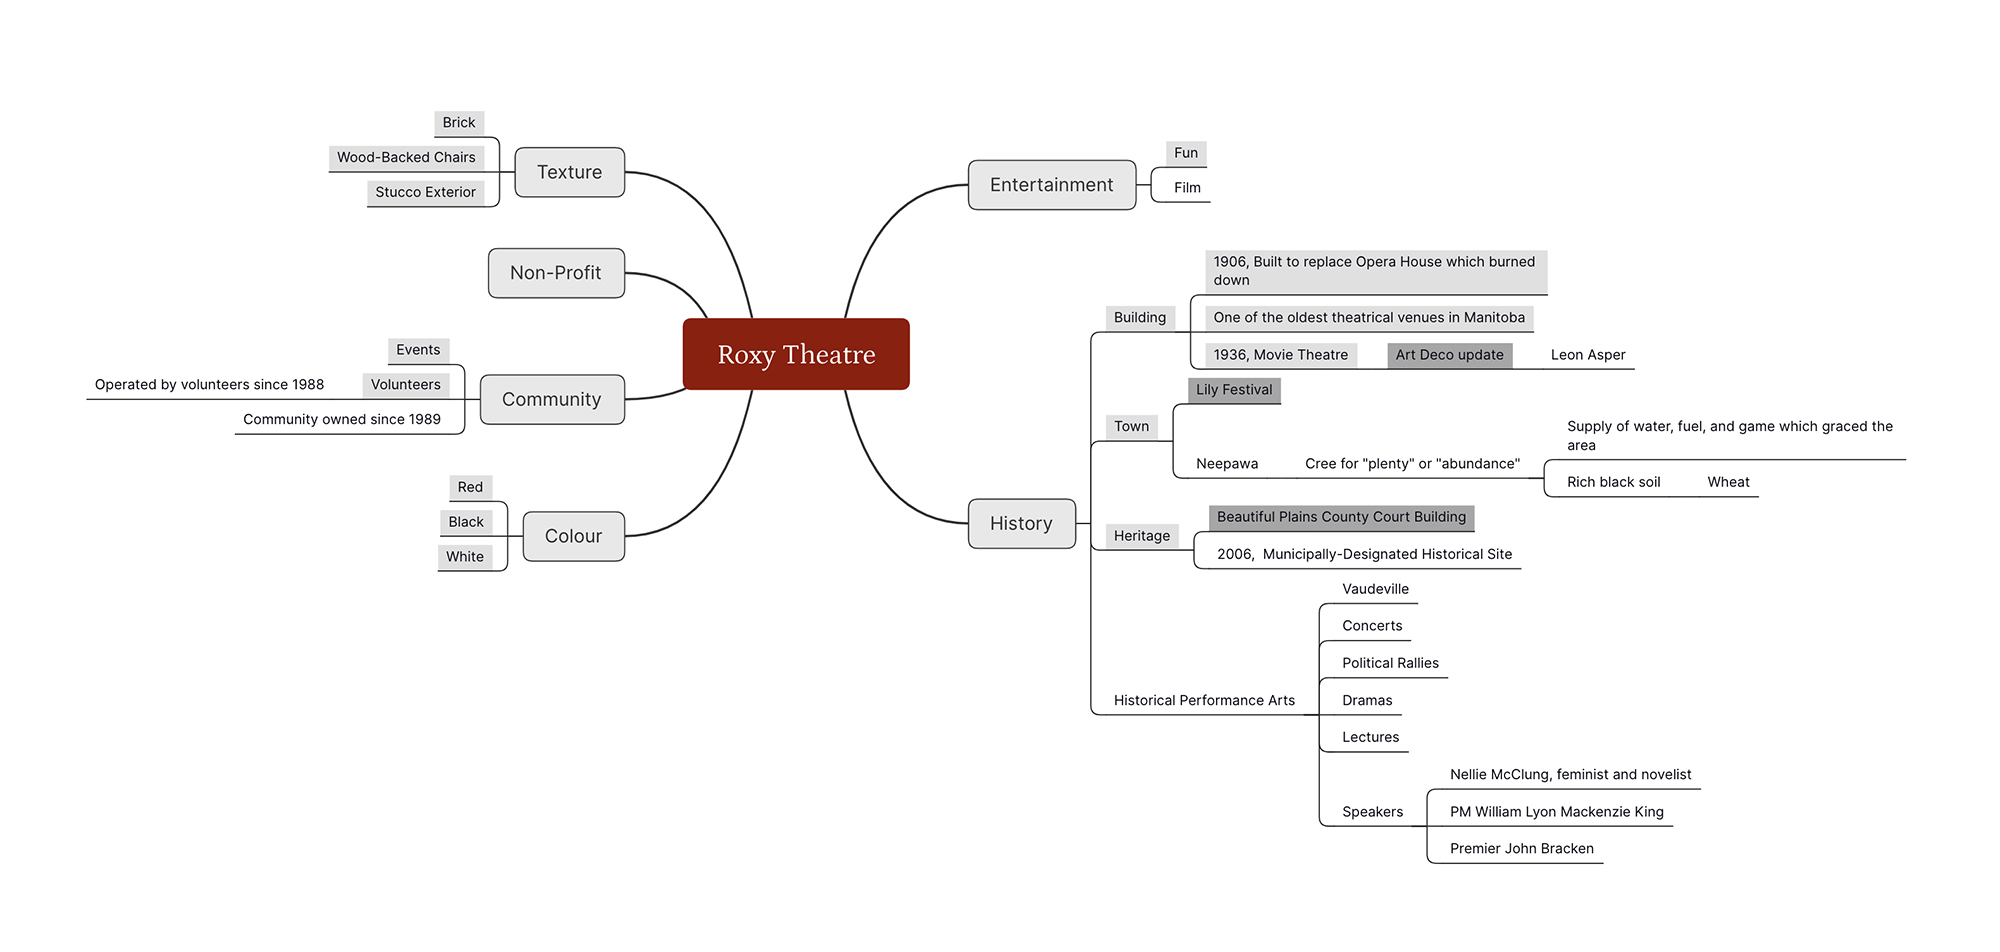 Roxy Theatre
Texture
Brick
Wood-Backed Chairs
Stucco Exterior
Non-Profit
Community
Events
Volunteers
Operated by volunteers since 1988
Community owned since 1989
Colour
Red
Black
White
Entertainment
Fun
Film
History
Building
1906, Built to replace Opera House which burned
down
One of the oldest theatrical venues in Manitoba
1936, Movie Theatre
Art Deco update
Leon Asper
Town
Lily Festival
Neepawa
Cree for "plenty" or "abundance"
Supply of water, fuel, and game which graced the
area
Rich black soil
Wheat
Heritage
Beautiful Plains County Court Building
2006,  Municipally-Designated Historical Site
Historical Performance Arts
Vaudeville
Concerts
Political Rallies
Dramas
Lectures
Speakers
Nellie McClung, feminist and novelist
PM William Lyon Mackenzie King
Premier John Bracken